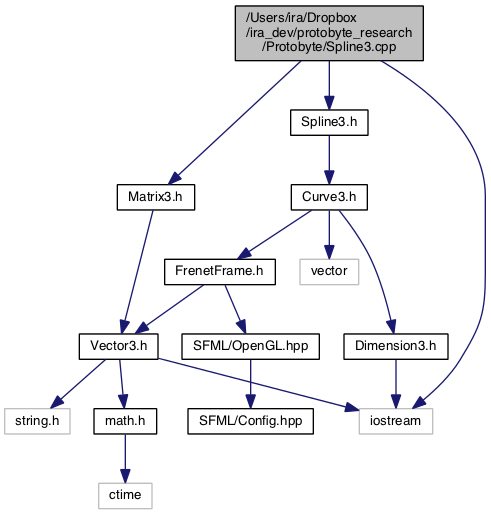 /Users/ira/Dropbox
/ira_dev/protobyte_research
/Protobyte/Spline3.cpp
Spline3.h
Matrix3.h
Curve3.h
FrenetFrame.h
vector
Vector3.h
SFML/OpenGL.hpp
Dimension3.h
string.h
math.h
SFML/Config.hpp
iostream
ctime